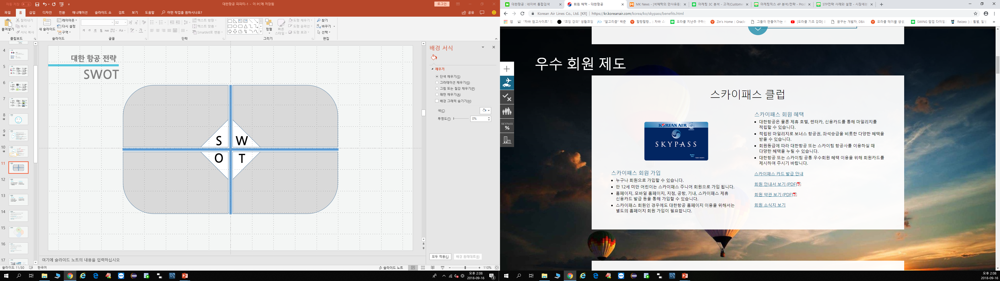 자동 저장
대한항공 피피티-1 - 이 PC에 저장됨
로그인
파일 홈 삽입 디자인 전환 애니메이션 슬라이드 쇼 검토 보기 도움말 어떤 작업을 원하시나요? 공유
붙여넣기
잘라내기
복사
서식 복사
클립보드
새 슬라이드
레이아웃
다시 설정
구역
슬라이드
32
글꼴
텍스트 방향
텍스트 맞춤
SmartArt로 변환
단락
정렬
빠른 스타일
도형 채우기
도형 윤곽선
도형 효과
그리기
찾기
바꾸기
선택
편집
4
5
6
7
8
9
10
11
12
13
14
15
16
17
대한 항공 전략
SWOT
S W
O T
배경 서식
채우기
단색 채우기(S)
그라데이션 채우기(G)
그림 또는 질감 채우기(P)
패턴 채우기(A)
배경 그래픽 숨기기(H)
색(C)
투명도(T) 0%
모두 적용(L) 배경 원래대로(B)
여기에 슬라이드 노트의 내용을 입력하십시오
슬라이드 11/30 한국어 슬라이드 노트 110%
오후 2:08
2018-09-16
대한항공 : 네이버 통합검색
회원 혜택 - 대한항공
MK News - [석혜탁의 만사유통]
마케팅 3C 분석 - 고객(Customer
마케팅믹스 4P 분석/전략 - Prod
STP전략 사례와 설명 - 시장세분
Korean Air Lines Co., Ltd. [KR] | https://kr.koreanair.com/korea/ko/skypass/benefits.html
앱
"자바 참고사이트"
"코딩 강의" 생활코딩
"알고리즘" 백준
랄랄랄랄... :: 자바
오라클 지난주 구하
Zin's Home :: Oracle
그들이 만들어가는
[오라클 기초 강좌]
꿈꾸는 개발자, DBA
오라클 테이블 생성
SWING 팝업 다이얼
Reizeo :) :: 월별, 일별
우수 회원 제도
SKYPASS
%
스카이패스 클럽
KOREAN AIR
SKYPASS
스카이패스 회원 가입
누구나 회원으로 가입할 수 있습니다.
만 12세 미만 어린이는 스카이패스 주니어 회원으로 가입 됩니다.
홈페이지, 모바일 홈페이지, 지점, 공항, 기내, 스카이패스 제휴
신용카드 발급 등을 통해 가입할 수 있습니다.
스카이패스 회원인 경우에도 대한항공 홈페이지 이용을 위해서는
별도의 홈페이지 회원 가입이 필요합니다.
스카이패스 회원 혜택
대한항공은 물론 제휴 호텔, 렌터카, 신용카드를 통해 마일리지를
적립할 수 있습니다.
적립된 마일리지로 보너스 항공권, 좌석승급을 비롯한 다양한 혜택을
받을 수 있습니다.
회원등급에 따라 대한항공 또는 스카이팀 항공사를 이용하실 때
다양한 혜택을 누릴 수 있습니다.
대한항공 또는 스카이팀 공통 우수회원 혜택 이용을 위해 회원카드를
제시하여 주시기 바랍니다.
스카이패스 카드 발급 안내
회원 안내서 보기 (PDF)
회원 약관 보기 (PDF)
회원 소식지 보기
오후 2:08
2018-09-16